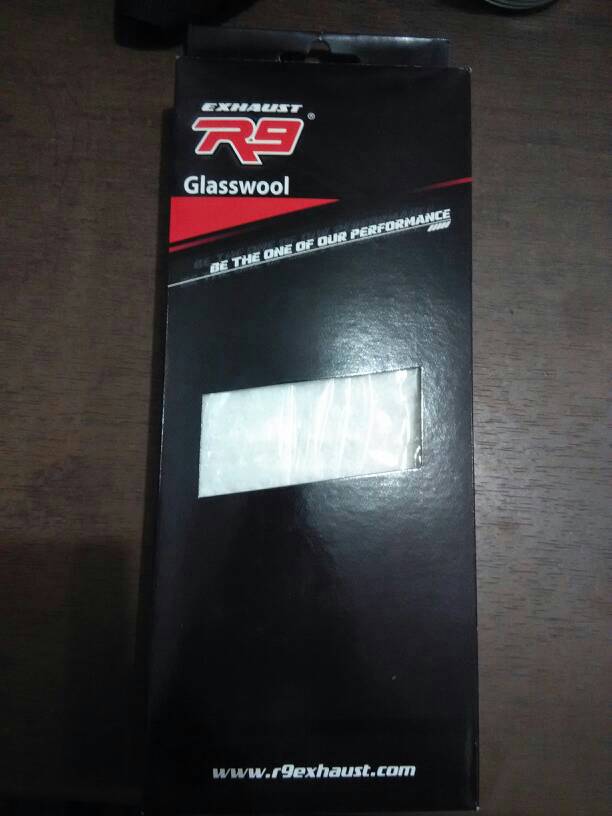 EXHAUST
R9®
Glasswool
BE THE ONE OF OUR PERFORMANCE
www.r9exhaust.com